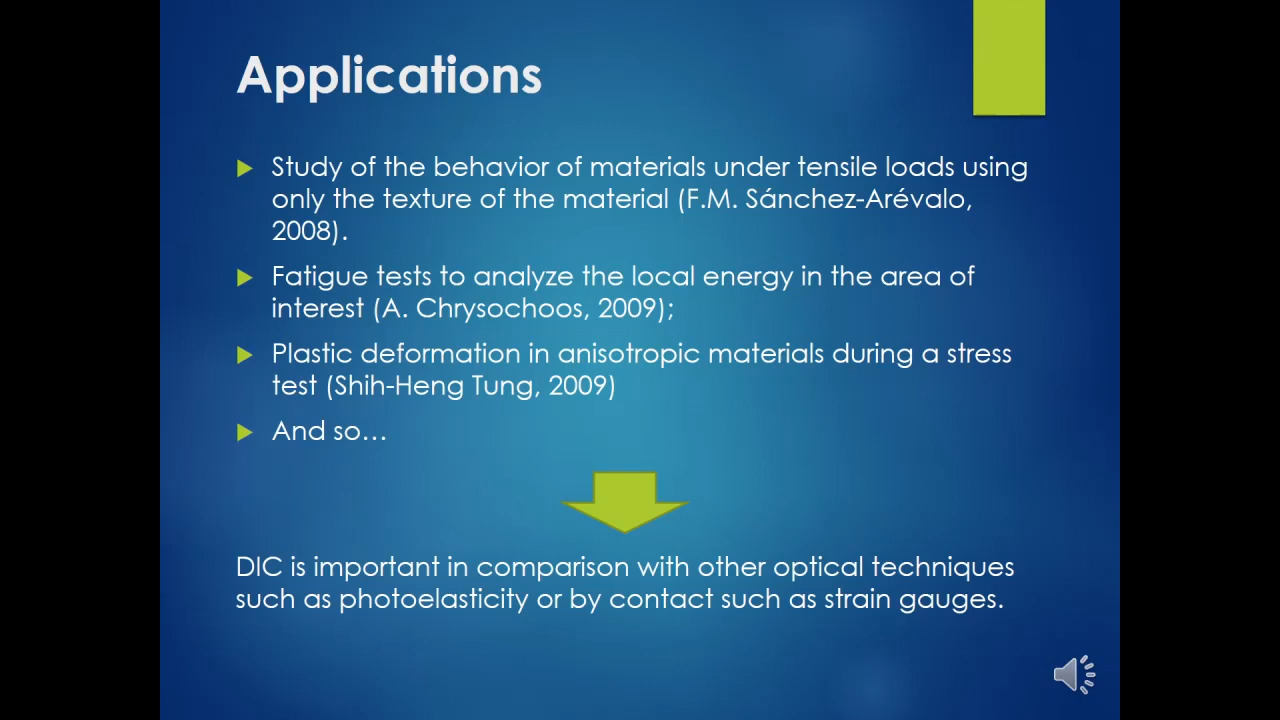 Applications
Study of the behavior of materials under tensile loads using
only the texture of the material (F.M. Sánchez-Arévalo,
2008).
Fatigue tests to analyze the local energy in the area of
interest (A. Chrysochoos, 2009);
Plastic deformation in anisotropic materials during a stress
test (Shih-Heng Tung, 2009)
And so…
DIC is important in comparison with other optical techniques
such as photoelasticity or by contact such as strain gauges.